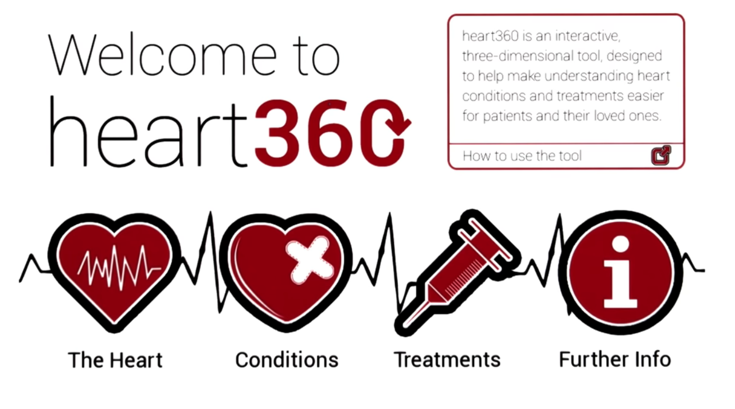 Welcome to
heart360
heart360 is an interactive,
three-dimensional tool, designed
to help make understanding heart
conditions and treatments easier
for patients and their loved ones.
How to use the tool
i
The Heart
Conditions
Treatments
Further Info